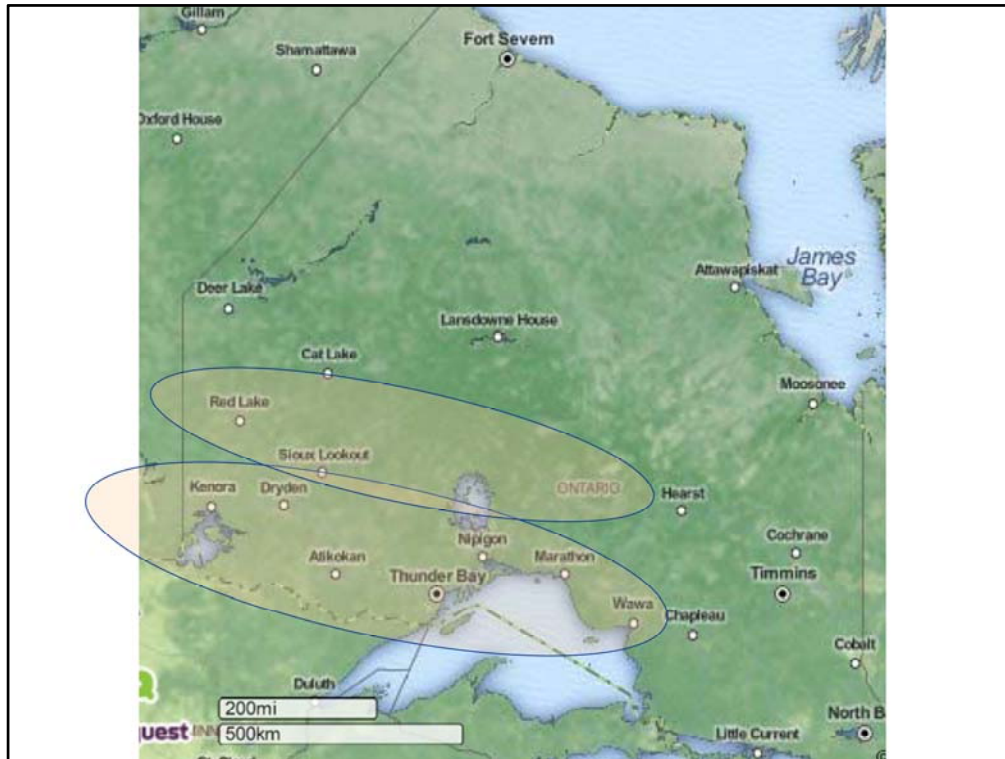 Gillam
Fort Severn
Shamattawa
Oxford House
James
Bay
Attawapiskat
Deer Lake
Lansdowne House
Cat Lake
Moosonee
Red Lake
Sioux Lookout
Kenora
Dryden
ONTARIO
Hearst
Cochrane
Nipigon
Marathon
Atikokan
Thunder Bay
Timmins
Wawa
Chapleau
Cobalt
Duluth
200mi
North B
quest
INN
500km
Little Current